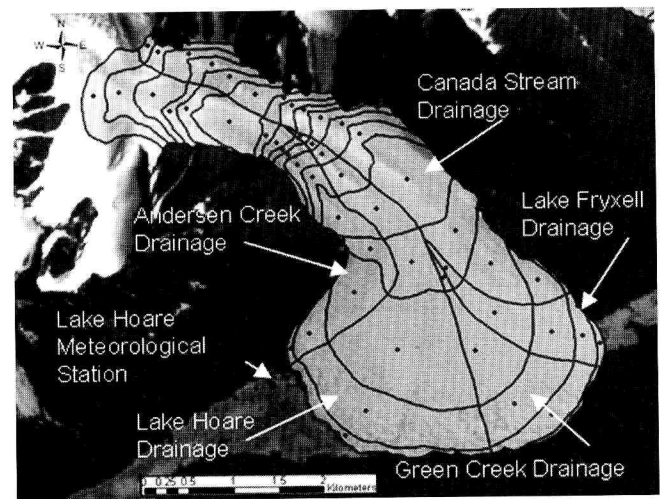 N
W E
S
Canada Stream
Drainage
Lake Fryxell
Drainage
Andersen Creek
Drainage
Lake Hoare
Meteorological
Station
Lake Hoare
Drainage
Green Creek Drainage
0 0.25 0.5 1 1.5 2
Kilometers